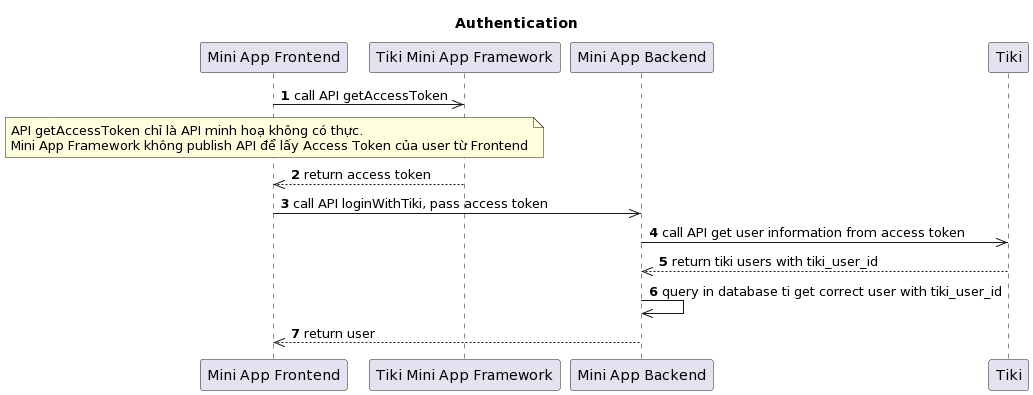 Authentication
Mini App Frontend
Tiki Mini App Framework
Mini App Backend
Tiki
1 call API getAccessToken
API getAccessToken chỉ là API minh hoạ không có thực.
Mini App Framework không publish API để lấy Access Token của user từ Frontend
2 return access token
3 call API loginWithTiki, pass access token
4 call API get user information from access token
5 return tiki users with tiki_user_id
6 query in database ti get correct user with tiki_user_id
7 return user
Mini App Frontend
Tiki Mini App Framework
Mini App Backend
Tiki